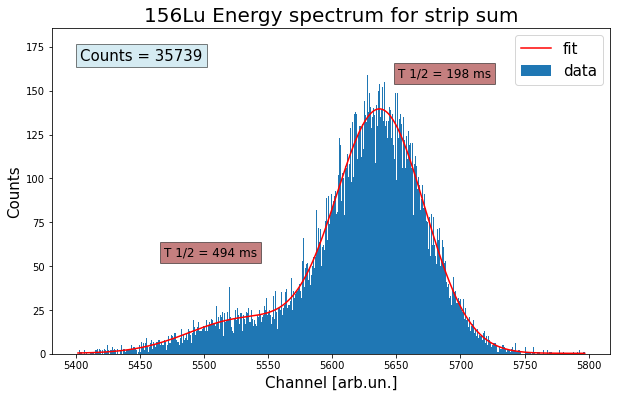 156Lu Energy spectrum for strip sum
Counts = 35739
T 1/2 = 198 ms
fit
data
T 1/2 = 494 ms
Counts
175
150
125
100
75
50
25
0
5400 5450 5500 5550 5600 5650 5700 5750 5800
Channel [arb.un.]